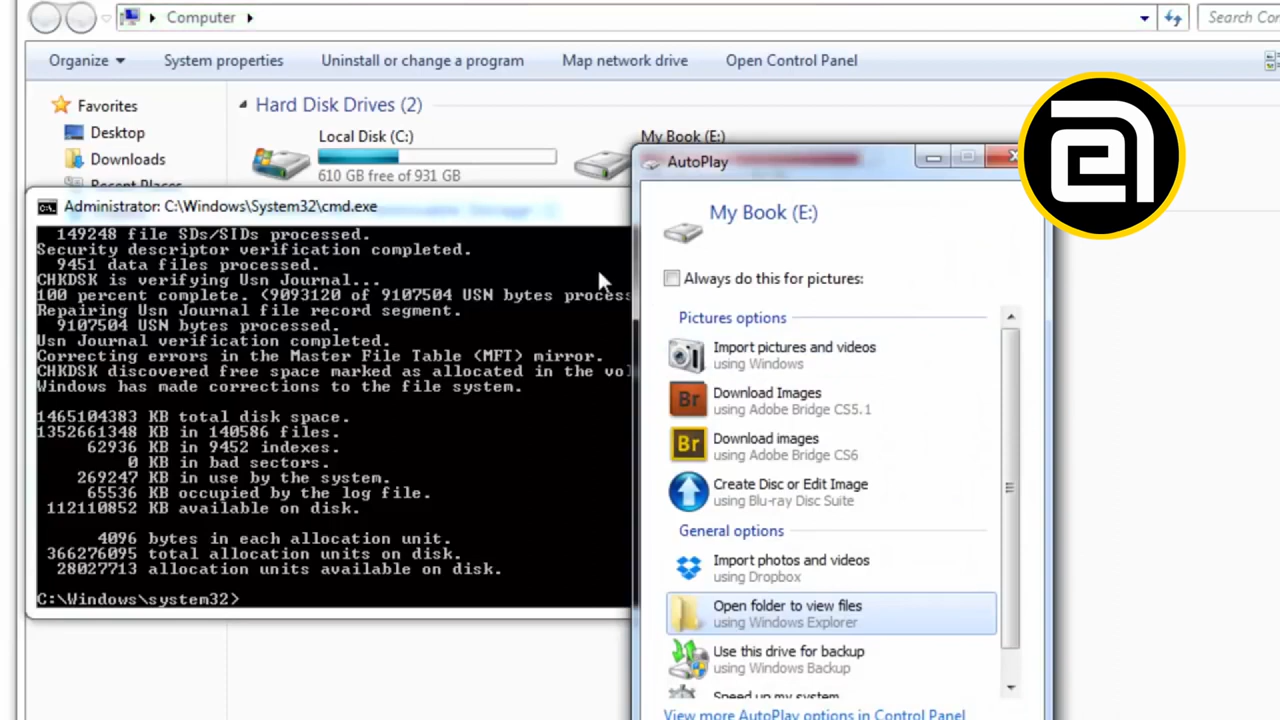 Computer
Search Co
Organize
System properties
Uninstall or change a program
Map network drive
Open Control Panel
Favorites
Desktop
Downloads
Recent Places
Hard Disk Drives (2)
Local Disk (C:)
610 GB free of 931 GB
My Book (E:)
Administrator: C:\Windows\System32\cmd.exe
149248 file SDs/SIDs processed.
Security descriptor verification completed.
9451 data files processed.
CHKDSK is verifying Usn Journal...
100 percent complete. (9093120 of 9107504 USN bytes process
Repairing Usn Journal file record segment.
9107504 USN bytes processed.
Usn Journal verification completed.
Correcting errors in the Master File Table (MFT) mirror.
CHKDSK discovered free space marked as allocated in the vol
Windows has made corrections to the file system.
1465104383 KB total disk space.
1352661348 KB in 140586 files.
62936 KB in 9452 indexes.
0 KB in bad sectors.
269247 KB in use by the system.
65536 KB occupied by the log file.
112110852 KB available on disk.
4096 bytes in each allocation unit.
366276095 total allocation units on disk.
28027713 allocation units available on disk.
C:\Windows\system32>
AutoPlay
My Book (E:)
Always do this for pictures:
Pictures options
Import pictures and videos
using Windows
Download Images
using Adobe Bridge CS5.1
Download images
using Adobe Bridge CS6
Create Disc or Edit Image
using Blu-ray Disc Suite
General options
Import photos and videos
using Dropbox
Open folder to view files
using Windows Explorer
Use this drive for backup
using Windows Backup
Speed up my system
View more AutoPlay options in Control Panel